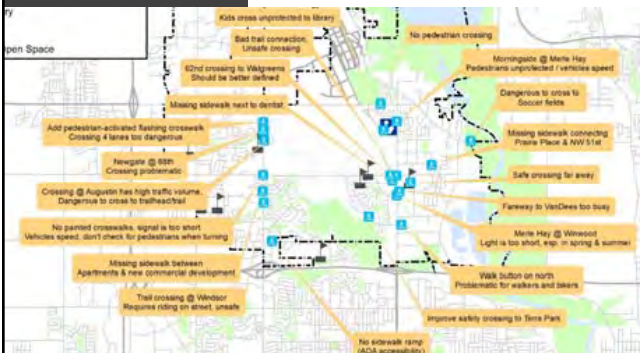 ry
pen Space
Kids cross unprotected to library
Bad trail connection,
Unsafe crossing
62nd crossing to Walgreens
Should be better defined
Missing sidewalk next to dentist
Add pedestrian-activated flashing crosswalk
Crossing 4 lanes too dangerous
Newgate @ 68th
Crossing problematic
Crossing @ Augustin has high traffic volume.
Dangerous to cross to trailhead/trail
No painted crosswalks, signal is too short
Vehicles speed, don't check for pedestrians when turning
Missing sidewalk between
Apartments & new commercial development
Trail crossing @ Windsor
Requires riding on street, unsafe
No sidewalk ramp
(ADA accessibility)
No pedestrian crossing
Morningside @ Merle Hay
Pedestrians unprotected / vehicles speed
Dangerous to cross to
Soccer fields
Missing sidewalk connecting
Prairie Place & NW 51st
Safe crossing far away
Fareway to VanDees too busy
Merle Hay @ Winwood
Light is too short, esp. in spring & summer
Walk button on north
Problematic for walkers and bikers
Improve safety crossing to Terra Park